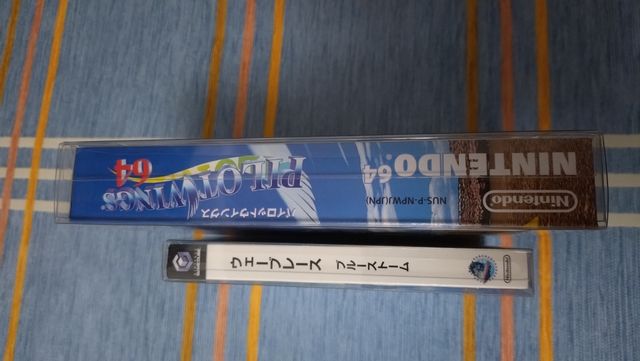 PILOTWINGS
64
パイロットウイングス
NUS-P-NPWJ(JPN)
NINTENDO64
Nintendo
ウェーブレース ブルーストーム
Nintendo